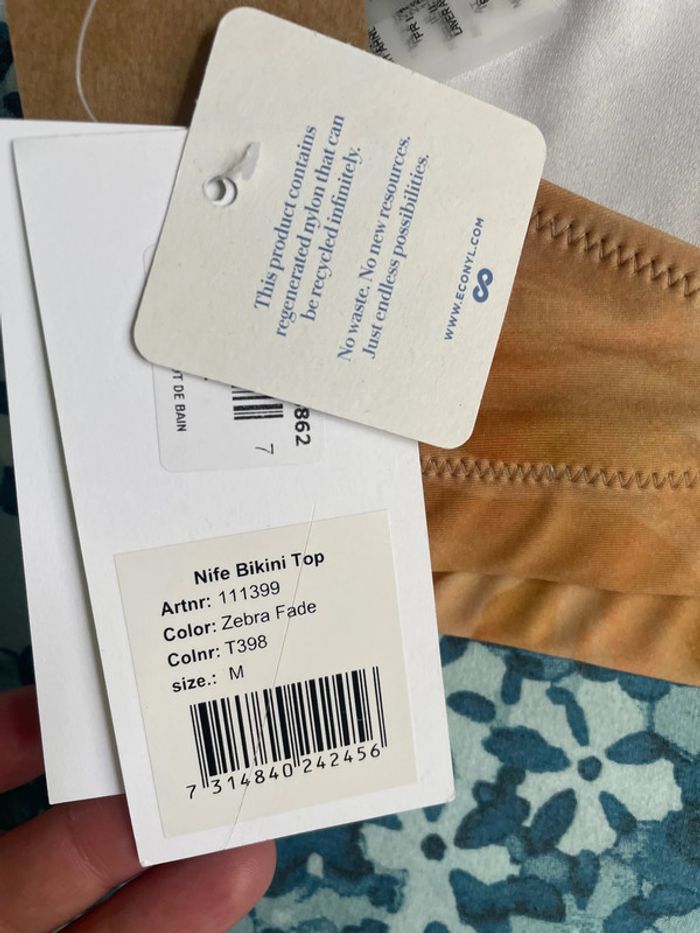 This product contains
regenerated nylon that can
be recycled infinitely.
No waste. No new resources.
Just endless possibilities.
WWW.ECONYL.COM
DE BAIN
862
7
Nife Bikini Top
Artnr: 111399
Color: Zebra Fade
Colnr: T398
size.: M
7 314840 242456